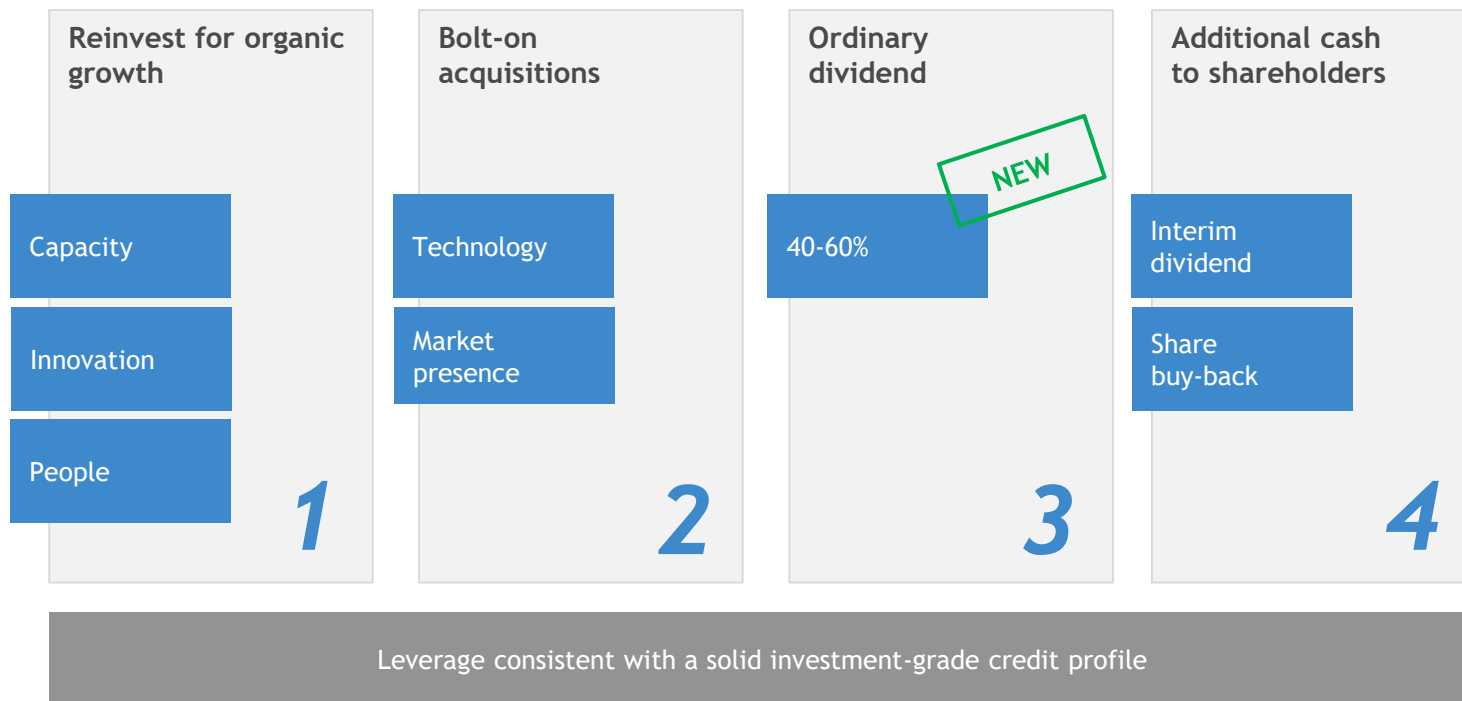 Reinvest for organic
growth
Capacity
Innovation
People
1
Bolt-on
acquisitions
Technology
Market
presence
2
Ordinary
dividend
NEW
40-60%
3
Additional cash
to shareholders
Interim
dividend
Share
buy-back
4
Leverage consistent with a solid investment-grade credit profile